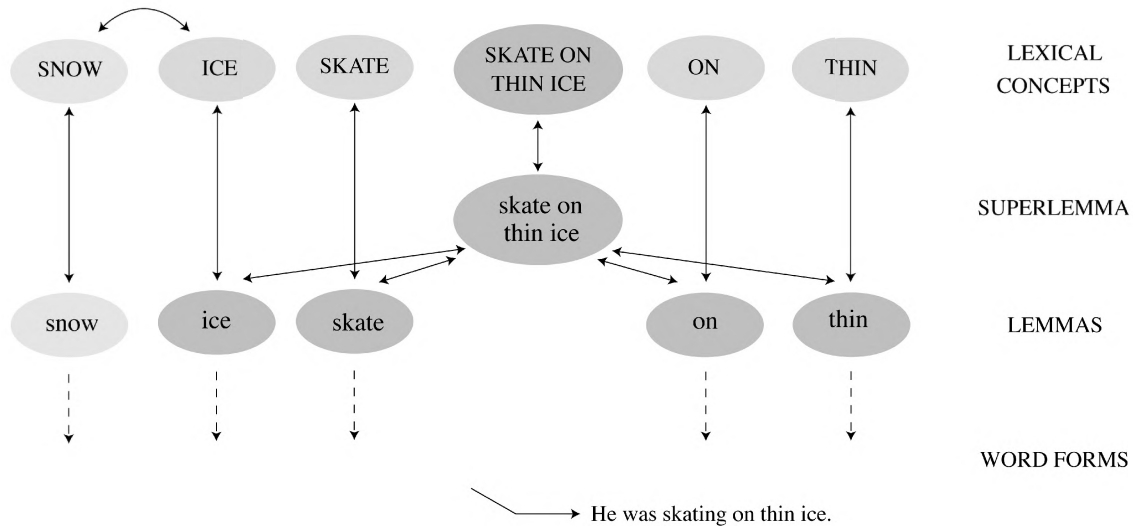 SNOW
ICE
SKATE
SKATE ON
THIN ICE
ON
THIN
LEXICAL
CONCEPTS
skate on
thin ice
SUPERLEMMA
snow
ice
skate
on
thin
LEMMAS
WORD FORMS
He was skating on thin ice.